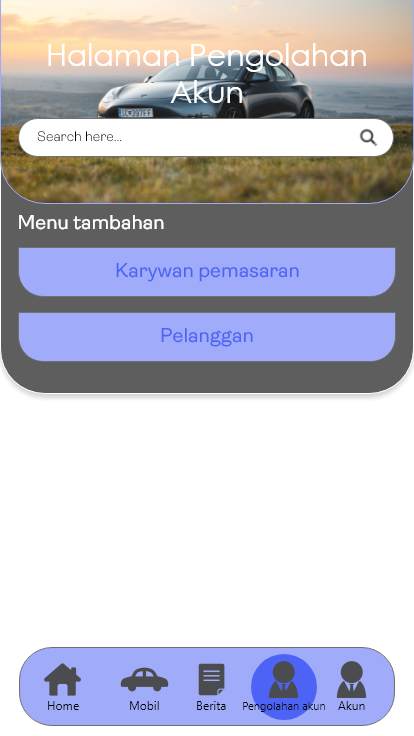 Halaman Pengolahan
Akun
Search here...
Menu tambahan
Karywan pemasaran
Pelanggan
Home
Mobil
Berita
Pengolahan akun
Akun